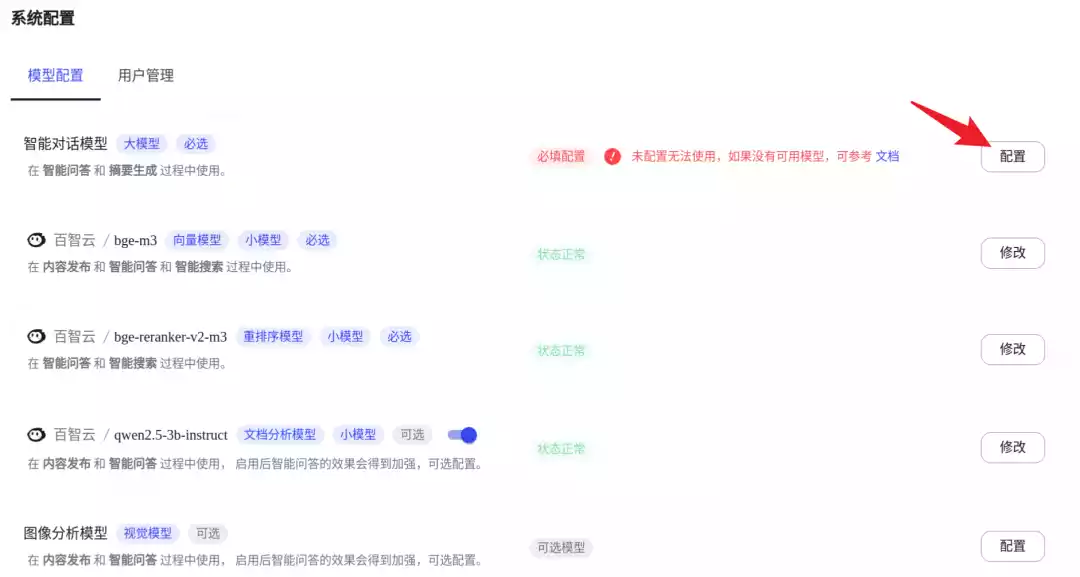 系统配置
模型配置 用户管理
智能对话模型 大模型 必选
在 智能问答 和 摘要生成 过程中使用。
必填配置 ! 未配置无法使用，如果没有可用模型，可参考 文档
配置
百智云 / bge-m3 向量模型 小模型 必选
在 内容发布 和 智能问答 和 智能搜索 过程中使用。
状态正常
修改
百智云 / bge-reranker-v2-m3 重排序模型 小模型 必选
在 智能问答 和 智能搜索 过程中使用。
状态正常
修改
百智云 / qwen2.5-3b-instruct 文档分析模型 小模型 可选
在 内容发布 和 智能问答 过程中使用， 启用后智能问答的效果会得到加强，可选配置。
状态正常
修改
图像分析模型 视觉模型 可选
在 内容发布 和 智能问答 过程中使用， 启用后智能问答的效果会得到加强，可选配置。
可选模型
配置